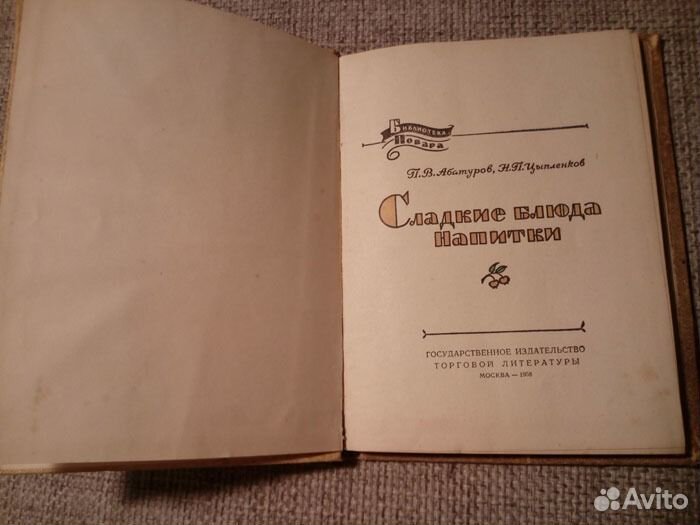 Библиотека
Повара
П.В.Абатуров, Н.П.Цыпленков
Сладкие блюда
напитки
ГОСУДАРСТВЕННОЕ ИЗДАТЕЛЬСТВО
ТОРГОВОЙ ЛИТЕРАТУРЫ
МОСКВА — 1958
Avito